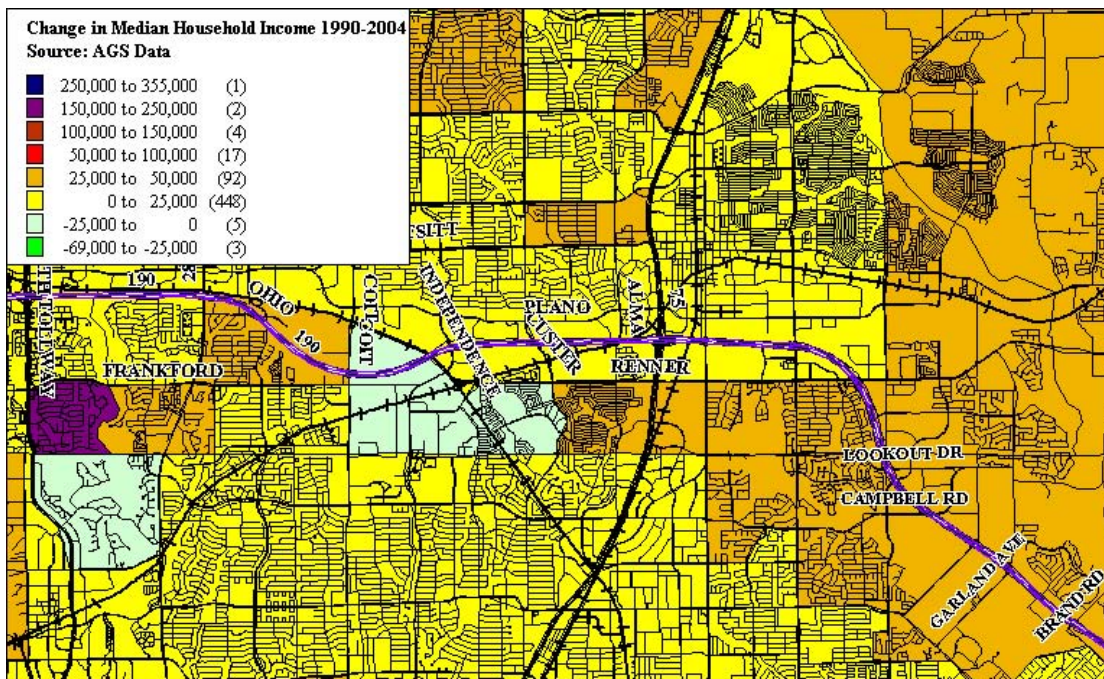 Change in Median Household Income 1990-2004
Source: AGS Data
250,000 to 355,000 (1)
150,000 to 250,000 (2)
100,000 to 150,000 (4)
50,000 to 100,000 (17)
25,000 to 50,000 (92)
0 to 25,000 (448)
-25,000 to 0 (5)
-69,000 to -25,000 (3)
190
OHIO
190
COIT
INDEPENDENCE
PLANO
CUSTER
ALMA
75
RENNER
FRANKFORD
TOLLWAY
LOOKOUT DR
CAMPBELL RD
GARLAND AVE
BRAND RD